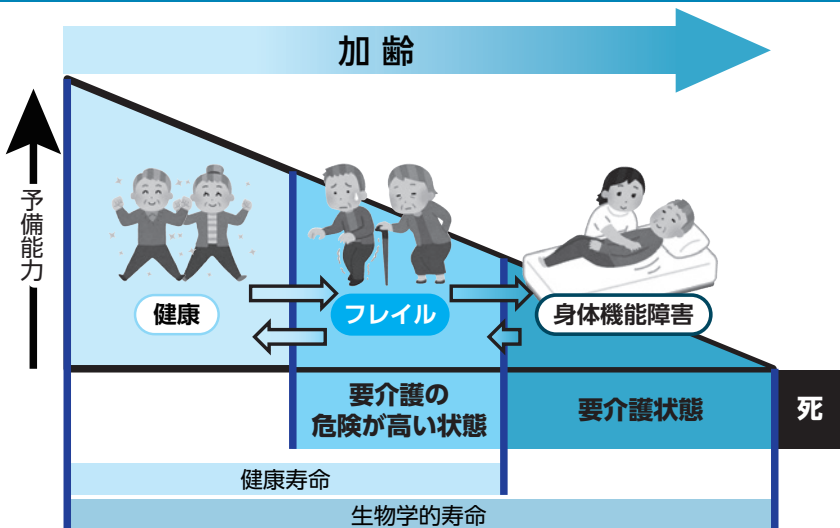 加齢
予備能力
健康
フレイル
身体機能障害
要介護の
危険が高い状態
要介護状態
死
健康寿命
生物学的寿命